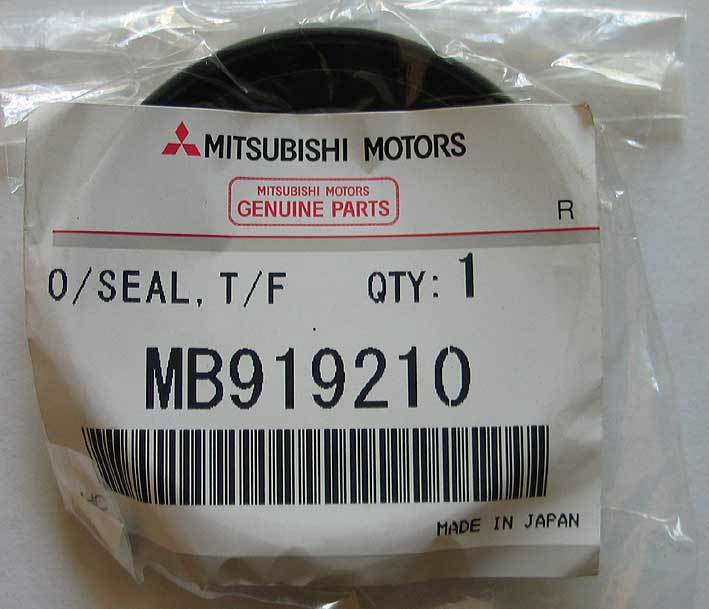 MITSUBISHI MOTORS
MITSUBISHI MOTORS
GENUINE PARTS
R
O/SEAL, T/F QTY: 1
MB919210
MADE IN JAPAN